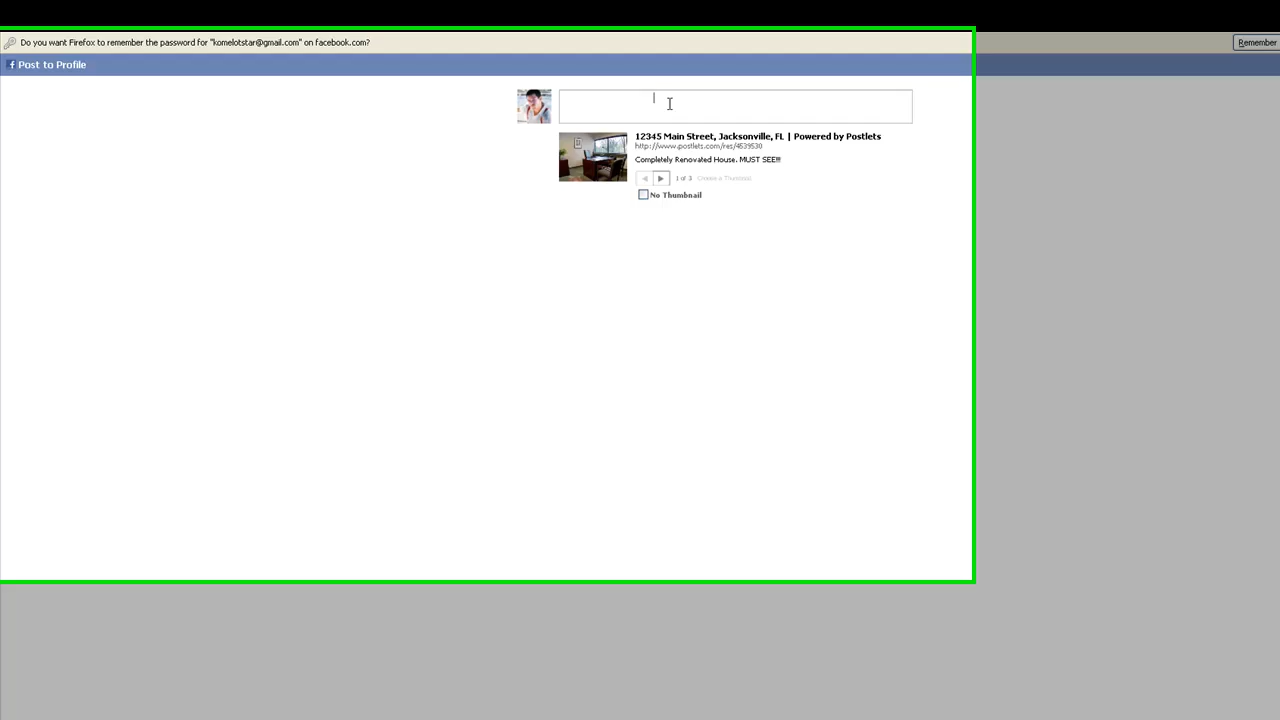 Do you want Firefox to remember the password for "komelotstar@gmail.com" on facebook.com?
Remember
Post to Profile
12345 Main Street, Jacksonville, FL | Powered by Postlets
http://www.postlets.com/res/4539530
Completely Renovated House. MUST SEE!!!
1 of 3 Choose a Thumbnail
No Thumbnail